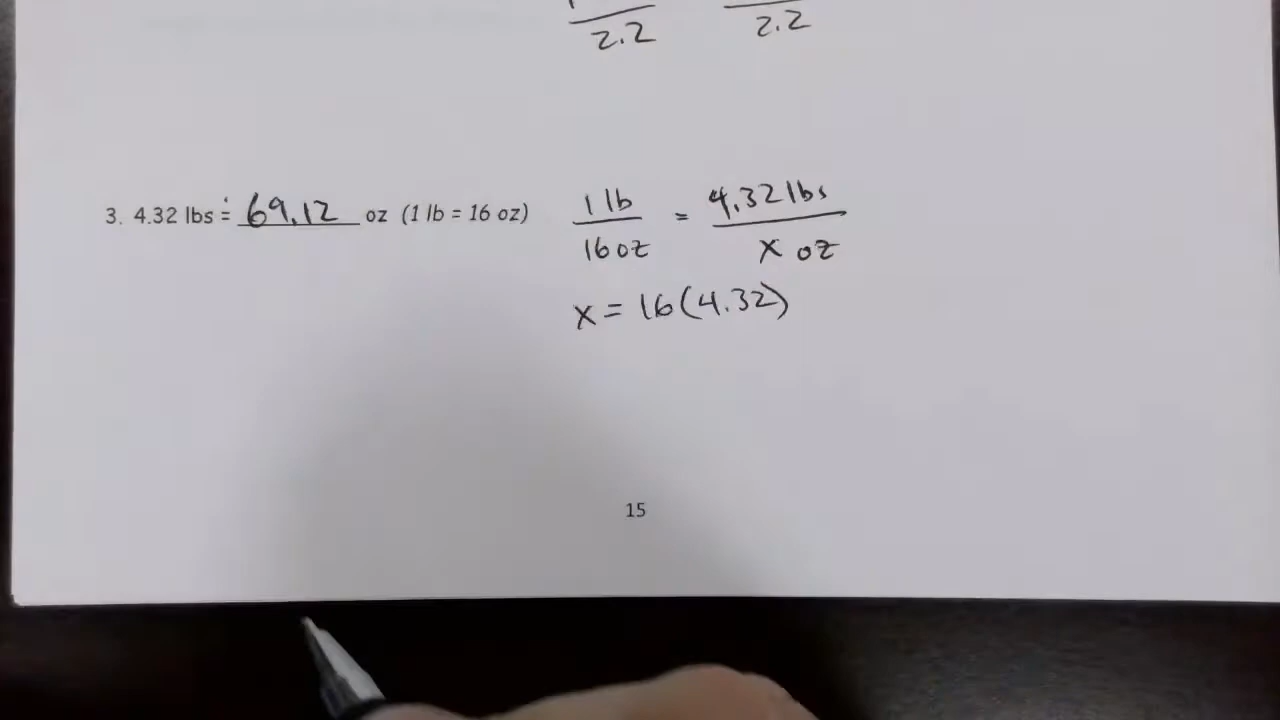 2.2 2.2
3. 4.32 lbs = 69.12 oz (1 lb = 16 oz)
1 lb / 16 oz = 4.32 lbs / x oz
x = 16(4.32)
15